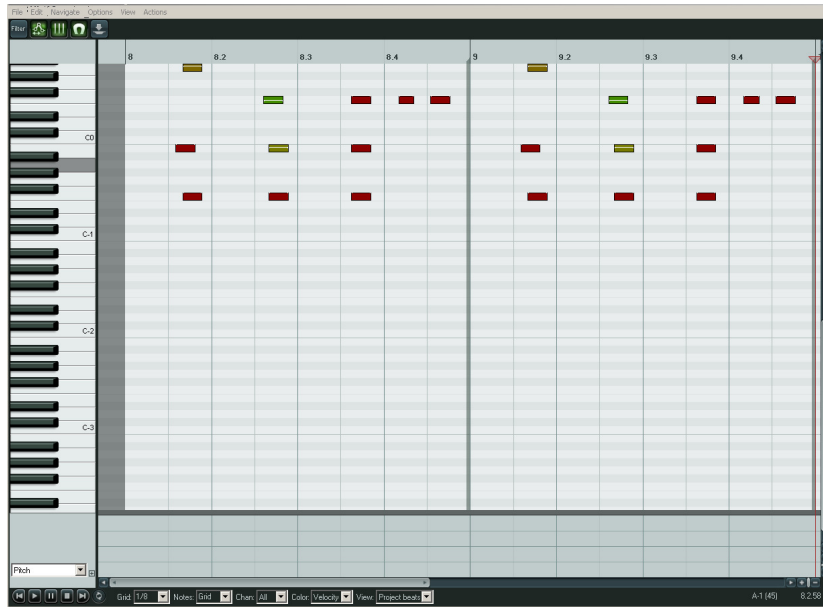 File Edit Navigate Options View Actions
Filter
8 8.2 8.3 8.4 9 9.2 9.3 9.4
C0
C-1
C-2
C-3
Pitch
Grid: 1/8 Notes: Grid Chan: All Color: Velocity View: Project beats A-1 (45) 8.2.58